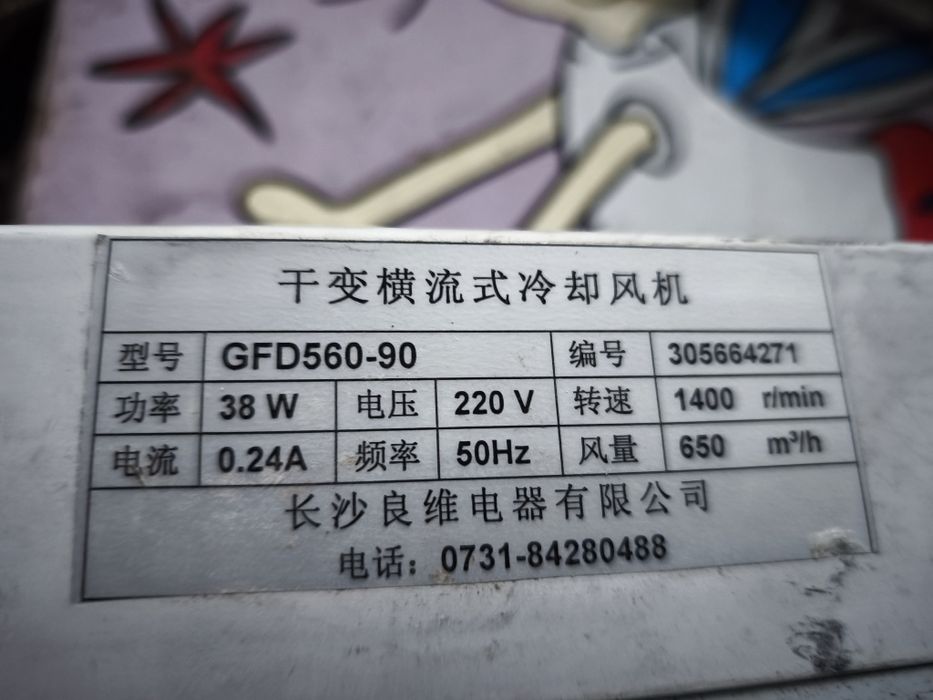 干变横流式冷却风机
型号 GFD560-90 编号 305664271
功率 38 W 电压 220 V 转速 1400 r/min
电流 0.24A 频率 50Hz 风量 650 m³/h
长沙良维电器有限公司
电话：0731-84280488